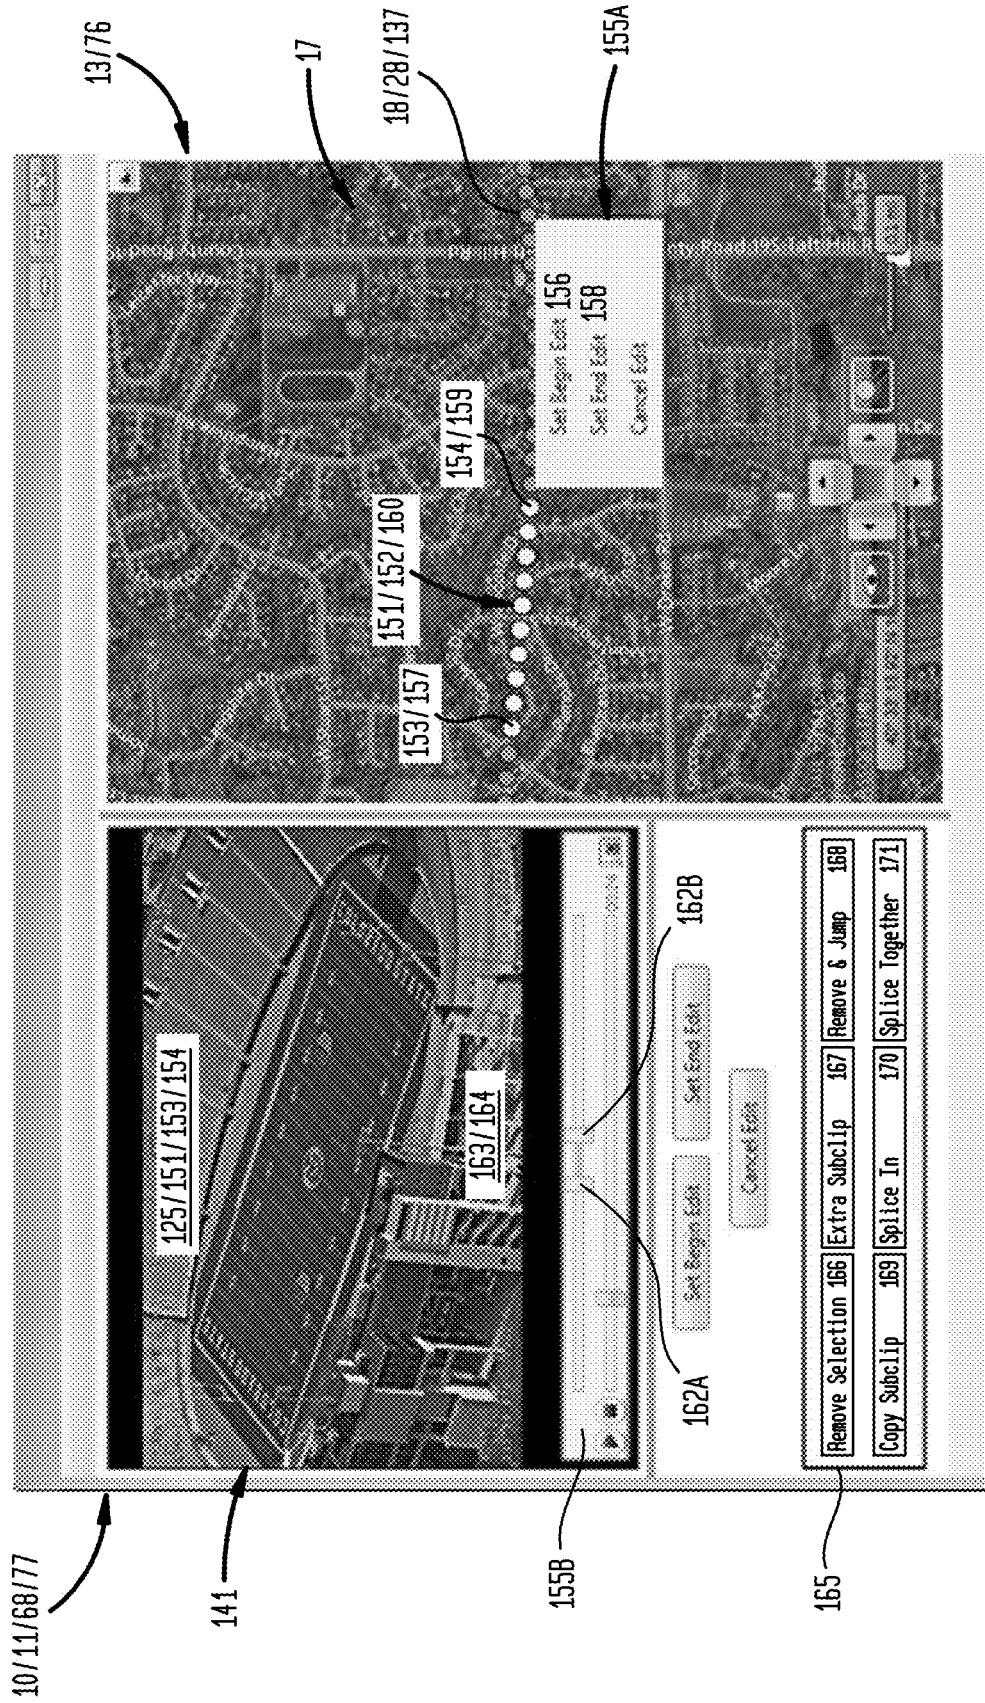 10/11/68/77
13/76
17
18/28/137
155A
141
125/151/153/154
163/164
153/157
151/152/160
154/159
Set Begin Edit 156
Set End Edit 158
Cancel Edit
155B
162A
162B
Set Begin Edit
Set End Edit
Cancel Edit
165
Remove Selection 166
Extra Subclip 167
Remove & Jump 168
Copy Subclip 169
Splice In 170
Splice Together 171